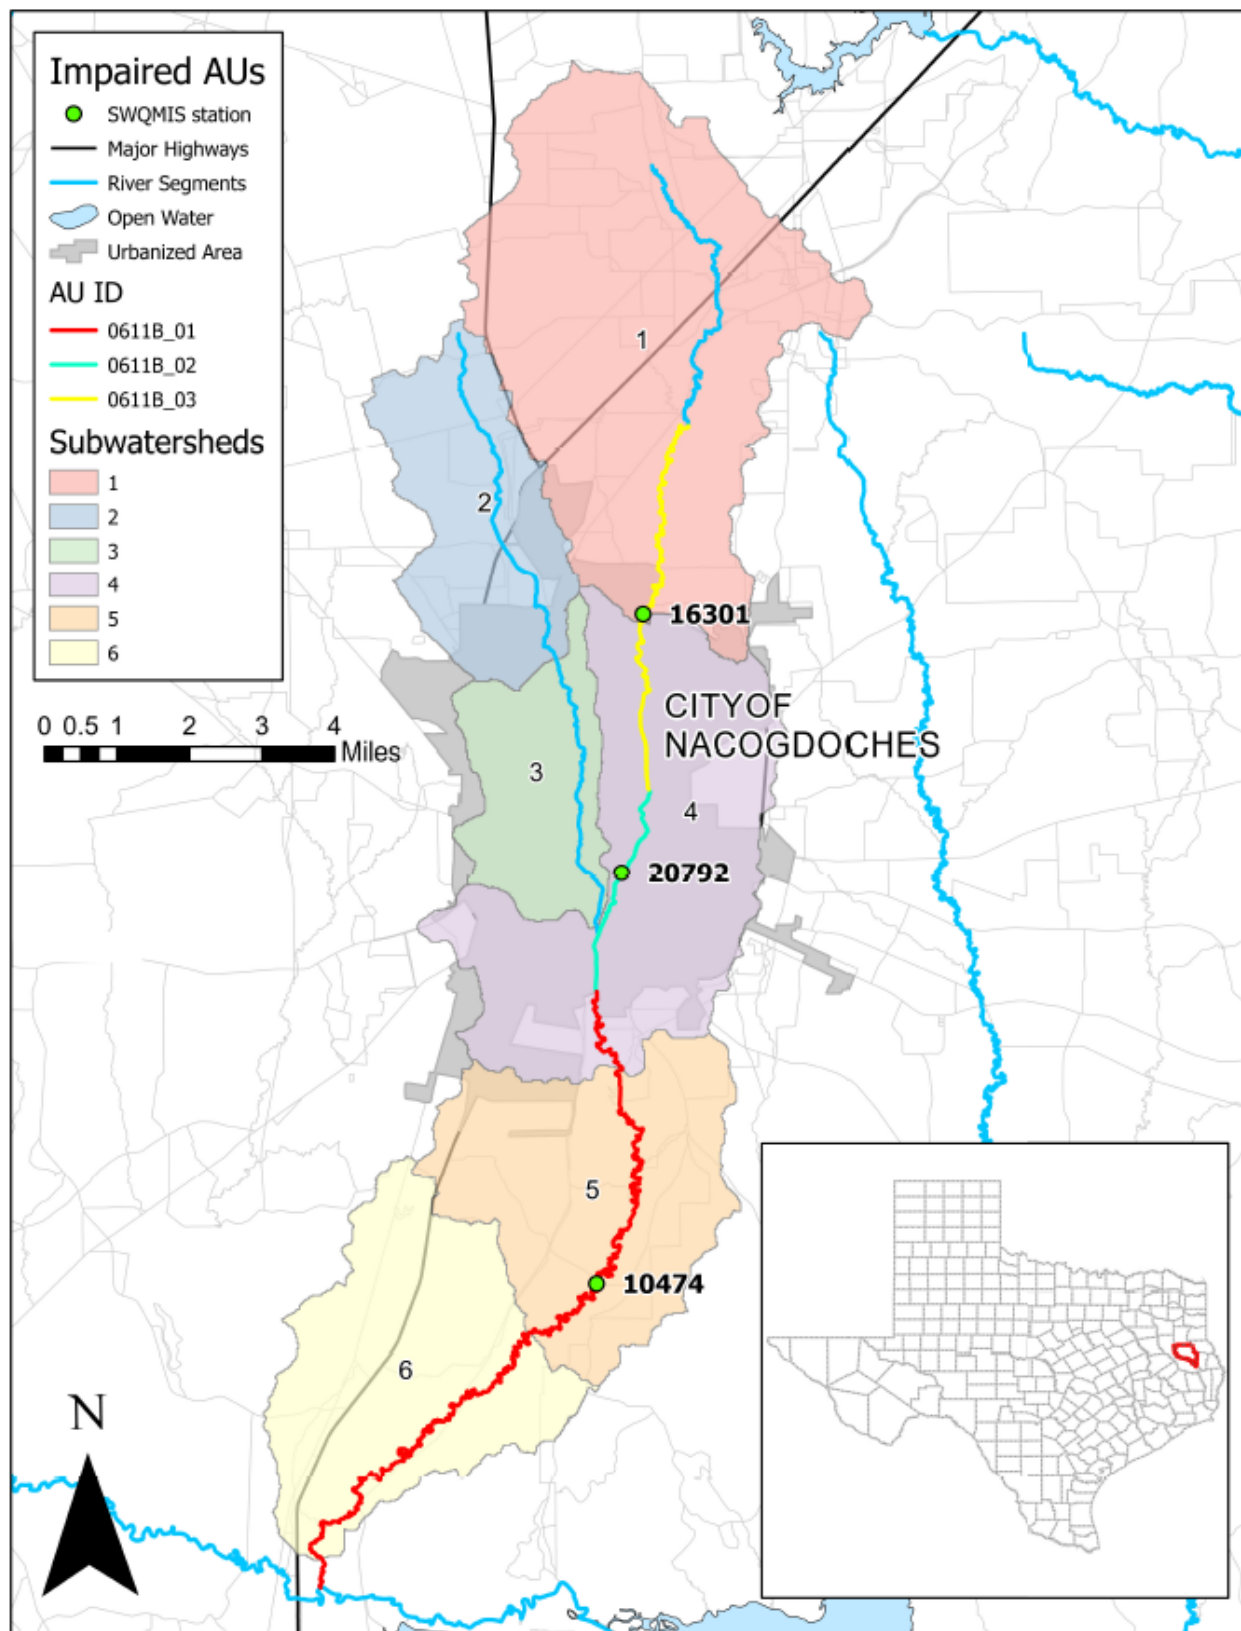 Impaired AUs
SWQMIS station
Major Highways
River Segments
Open Water
Urbanized Area
AU ID
0611B_01
0611B_02
0611B_03
Subwatersheds
1
2
3
4
5
6
0 0.5 1 2 3 4
Miles
1
2
16301
CITYOF
NACOGDOCHES
3
4
20792
5
10474
6
N